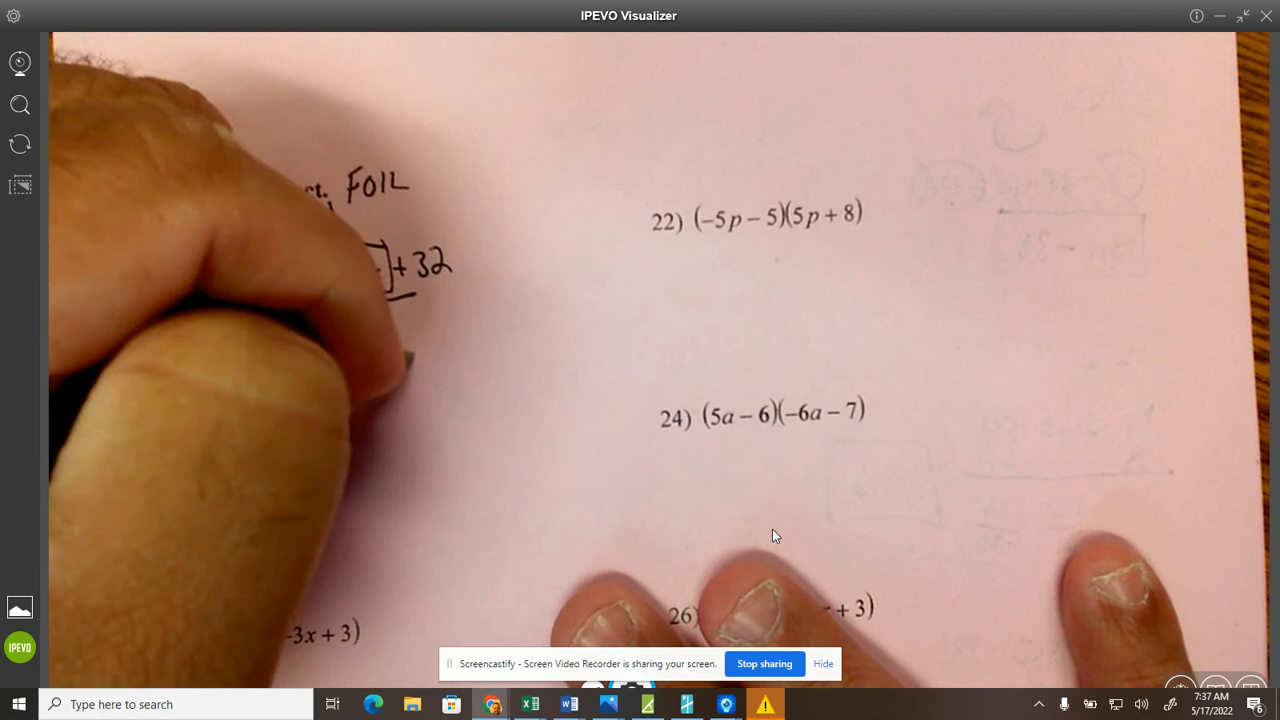 IPEVO Visualizer
FOIL
+ 32
22) (−5p − 5)(5p + 8)
24) (5a − 6)(−6a − 7)
26) + 3)
-3x + 3)
Screencastify - Screen Video Recorder is sharing your screen. Stop sharing Hide
IPEVO
Type here to search
7:37 AM
5/17/2022
6